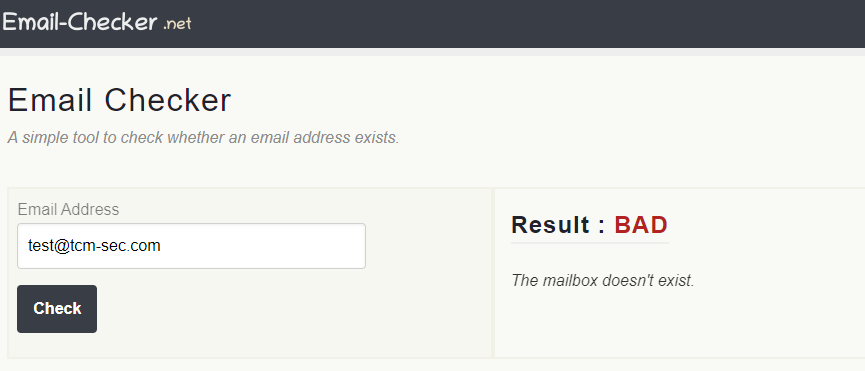 Email-Checker .net
Email Checker
A simple tool to check whether an email address exists.
Email Address
test@tcm-sec.com
Check
Result : BAD
The mailbox doesn't exist.